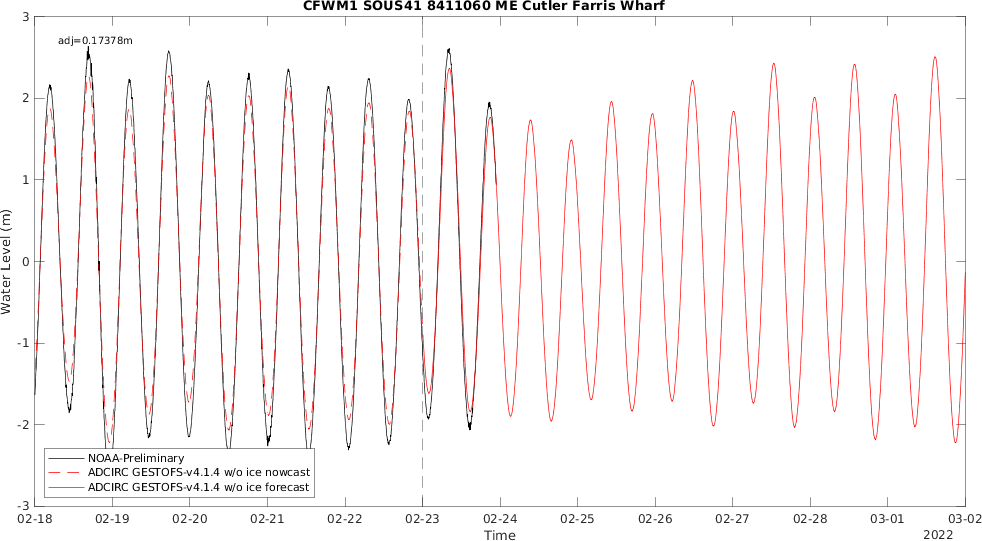 CFWM1 SOUS41 8411060 ME Cutler Farris Wharf
adj=0.17378m
3
2
1
0
-1
-2
-3
Water Level (m)
NOAA-Preliminary
ADCIRC GESTOFS-v4.1.4 w/o ice nowcast
ADCIRC GESTOFS-v4.1.4 w/o ice forecast
02-18 02-19 02-20 02-21 02-22 02-23 02-24 02-25 02-26 02-27 02-28 03-01 03-02
Time
2022